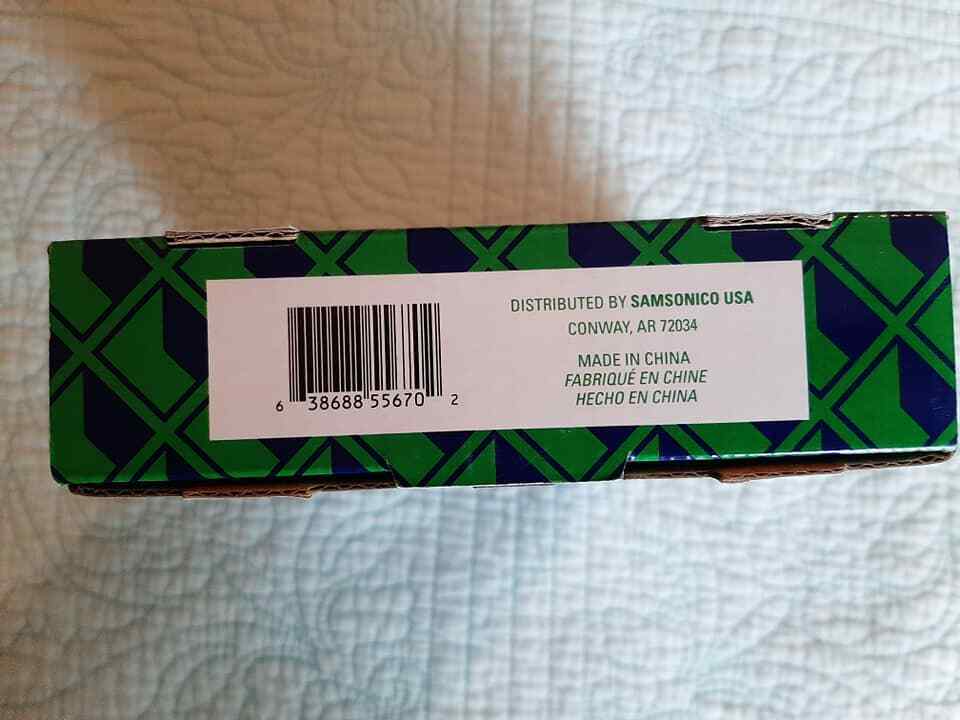 DISTRIBUTED BY SAMSONICO USA
CONWAY, AR 72034
MADE IN CHINA
FABRIQUÉ EN CHINE
HECHO EN CHINA
6 38688 55670 2